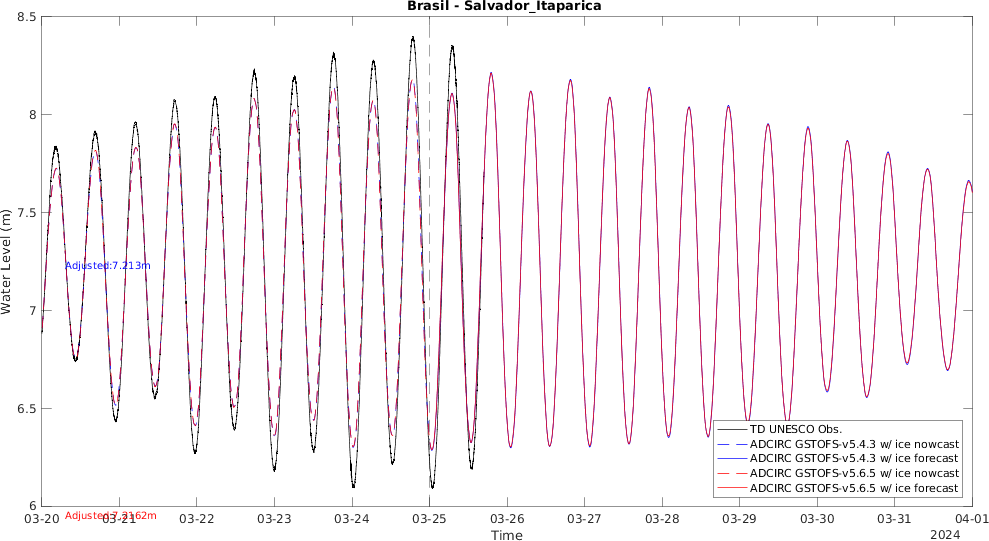 Brasil - Salvador_Itaparica
8.5
8
7.5
7
6.5
6
Water Level (m)
Adjusted:7.213m
Adjusted:7.2162m
TD UNESCO Obs.
ADCIRC GSTOFS-v5.4.3 w/ ice nowcast
ADCIRC GSTOFS-v5.4.3 w/ ice forecast
ADCIRC GSTOFS-v5.6.5 w/ ice nowcast
ADCIRC GSTOFS-v5.6.5 w/ ice forecast
03-20 03-21 03-22 03-23 03-24 03-25 03-26 03-27 03-28 03-29 03-30 03-31 04-01
Time
2024